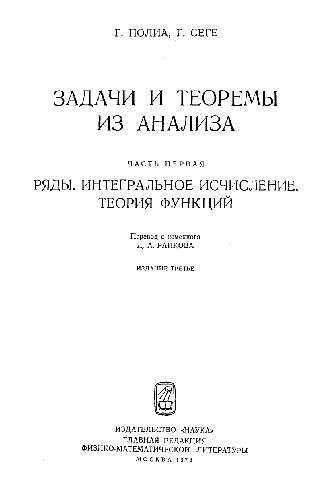 Г. ПОЛИА, Г. СЕГЕ
ЗАДАЧИ И ТЕОРЕМЫ
ИЗ АНАЛИЗА
ЧАСТЬ ПЕРВАЯ
РЯДЫ. ИНТЕГРАЛЬНОЕ ИСЧИСЛЕНИЕ.
ТЕОРИЯ ФУНКЦИЙ
Перевод с немецкого
Д. А. РАЙКОВА
ИЗДАНИЕ ТРЕТЬЕ
ИЗДАТЕЛЬСТВО «НАУКА»
ГЛАВНАЯ РЕДАКЦИЯ
ФИЗИКО-МАТЕМАТИЧЕСКОЙ ЛИТЕРАТУРЫ
МОСКВА 1978